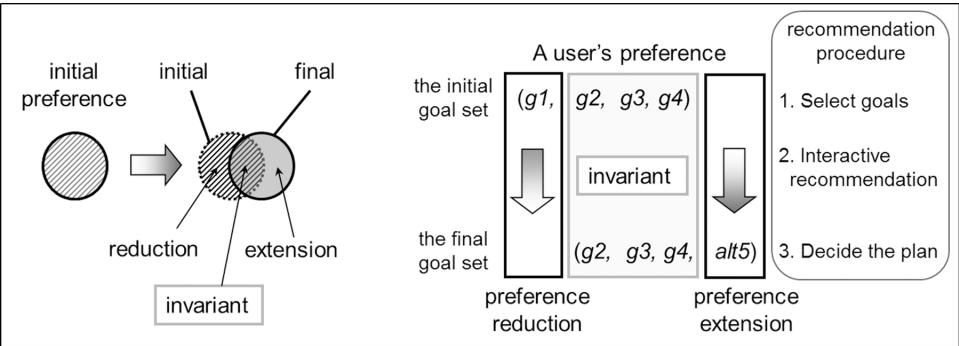 initial
preference
initial
final
reduction
extension
invariant
A user's preference
the initial
goal set
(g1, g2, g3, g4)
invariant
the final
goal set
(g2, g3, g4, alt5)
preference
reduction
preference
extension
recommendation
procedure
1. Select goals
2. Interactive
recommendation
3. Decide the plan